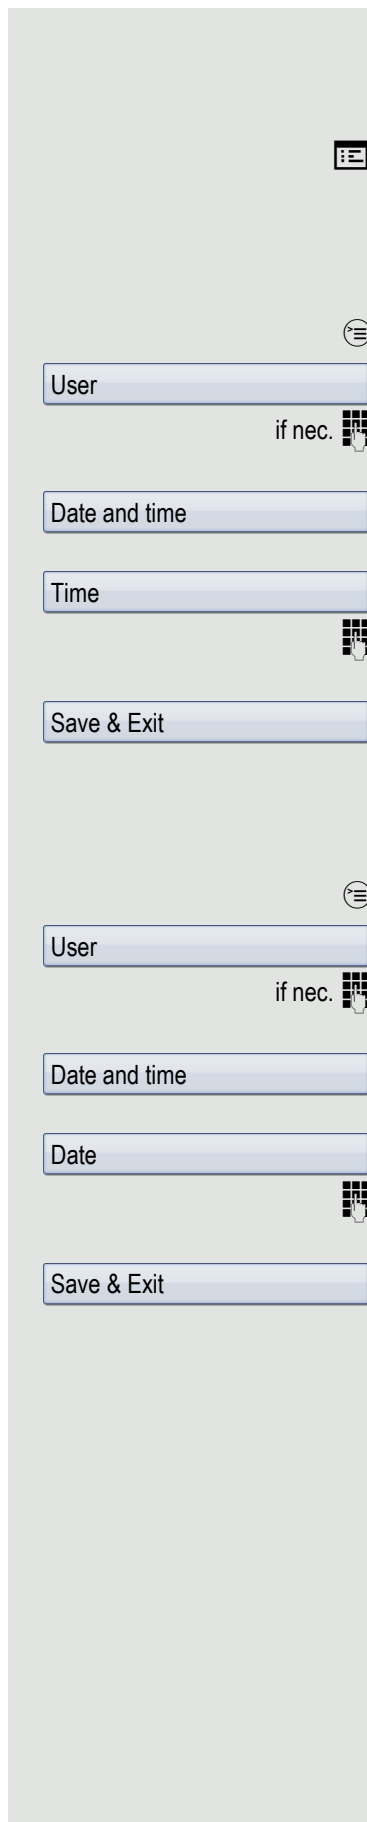 User
if nec.
Date and time
Time
Save & Exit
User
if nec.
Date and time
Date
Save & Exit